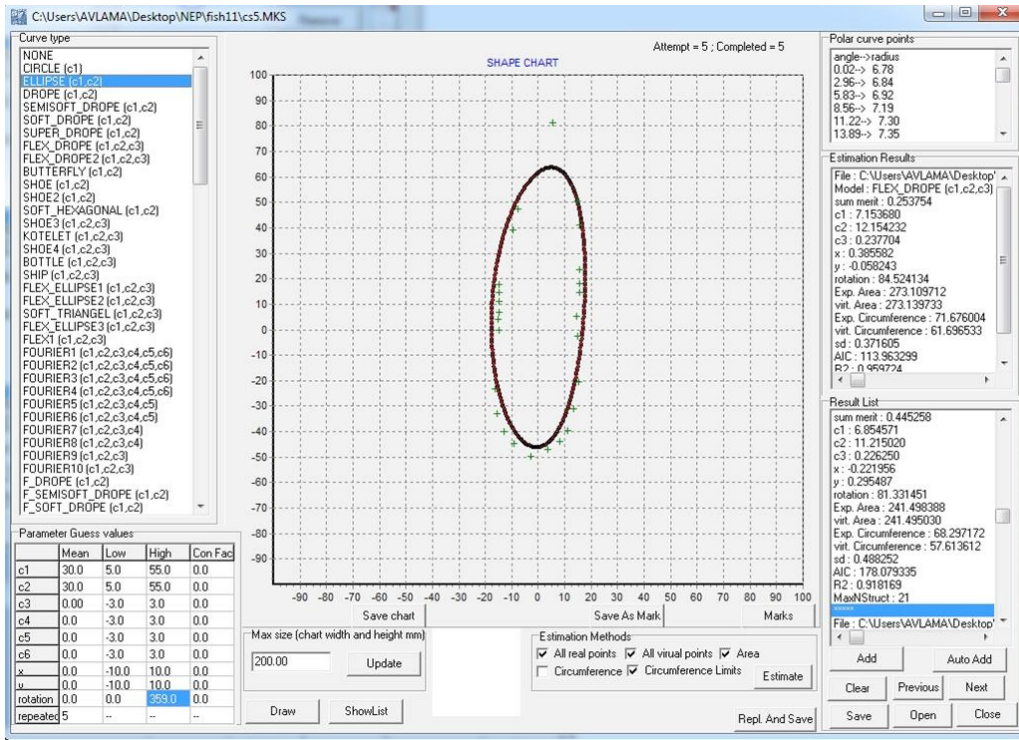 C:\Users\AVLAMA\Desktop\NEP\fish11\cs5.MKS
Curve type
NONE
CIRCLE (c1)
ELLIPSE (c1,c2)
DROPE (c1,c2)
SEMISOFT_DROPE (c1,c2)
SOFT_DROPE (c1,c2)
SUPER_DROPE (c1,c2)
FLEX_DROPE (c1,c2,c3)
FLEX_DROPE2 (c1,c2,c3)
BUTTERFLY (c1,c2)
SHOE (c1,c2)
SHOE2 (c1,c2)
SOFT_HEXAGONAL (c1,c2)
SHOE3 (c1,c2,c3)
KOTELET (c1,c2,c3)
SHOE4 (c1,c2,c3)
BOTTLE (c1,c2,c3)
SHIP (c1,c2,c3)
FLEX_ELLIPSE1 (c1,c2,c3)
FLEX_ELLIPSE2 (c1,c2,c3)
SOFT_TRIANGEL (c1,c2,c3)
FLEX_ELLIPSE3 (c1,c2,c3)
FLEX1 (c1,c2,c3)
FOURIER1 (c1,c2,c3,c4,c5,c6)
FOURIER2 (c1,c2,c3,c4,c5,c6)
FOURIER3 (c1,c2,c3,c4,c5,c6)
FOURIER4 (c1,c2,c3,c4,c5,c6)
FOURIER5 (c1,c2,c3,c4,c5)
FOURIER6 (c1,c2,c3,c4,c5)
FOURIER7 (c1,c2,c3,c4)
FOURIER8 (c1,c2,c3,c4)
FOURIER9 (c1,c2,c3)
FOURIER10 (c1,c2,c3)
F_DROPE (c1,c2)
F_SEMISOFT_DROPE (c1,c2)
F_SOFT_DROPE (c1,c2)
Parameter Guess values
Mean Low High Con Fac
c1 30.0 5.0 55.0 0.0
c2 30.0 5.0 55.0 0.0
c3 0.00 -3.0 3.0 0.0
c4 0.0 -3.0 3.0 0.0
c5 0.0 -3.0 3.0 0.0
c6 0.0 -3.0 3.0 0.0
x 0.0 -10.0 10.0 0.0
0.0 -10.0 10.0 0.0
rotation 0.0 0.0 359.0 0.0
repeated 5 -- -- --
Attempt = 5 ; Completed = 5
SHAPE CHART
100
90
80
70
60
50
40
30
20
10
0
-10
-20
-30
-40
-50
-60
-70
-80
-90
-90 -80 -70 -60 -50 -40 -30 -20 -10 0 10 20 30 40 50 60 70 80 90 100
Save chart
Save As Mark
Marks
Max size (chart width and height mm)
200.00
Update
Draw
ShowList
Estimation Methods
All real points
All virual points
Area
Circumference
Circumference Limits
Estimate
Repl. And Save
Polar curve points
angle-->radius
0.02--> 6.78
2.96--> 6.84
5.83--> 6.92
8.56--> 7.19
11.22--> 7.30
13.89--> 7.35
Estimation Results
File : C:\Users\AVLAMA\Desktop'
Model : FLEX_DROPE (c1,c2,c3)
sum merit : 0.253754
c1 : 7.153680
c2 : 12.154232
c3 : 0.237704
x : 0.385582
y : -0.058243
rotation : 84.524134
Exp. Area : 273.109712
virt. Area : 273.139733
Exp. Circumference : 71.676004
virt. Circumference : 61.696533
sd : 0.371605
AIC : 113.963299
R2 : 0.959724
Result List
sum merit : 0.445258
c1 : 6.854571
c2 : 11.215020
c3 : 0.226250
x : -0.221956
y : 0.295487
rotation : 81.331451
Exp. Area : 241.498388
virt. Area : 241.495030
Exp. Circumference : 68.297172
virt. Circumference : 57.613612
sd : 0.488252
AIC : 178.079335
R2 : 0.918169
MaxNStruct : 21
*****
File : C:\Users\AVLAMA\Desktop'
Add
Auto Add
Clear
Previous
Next
Save
Open
Close